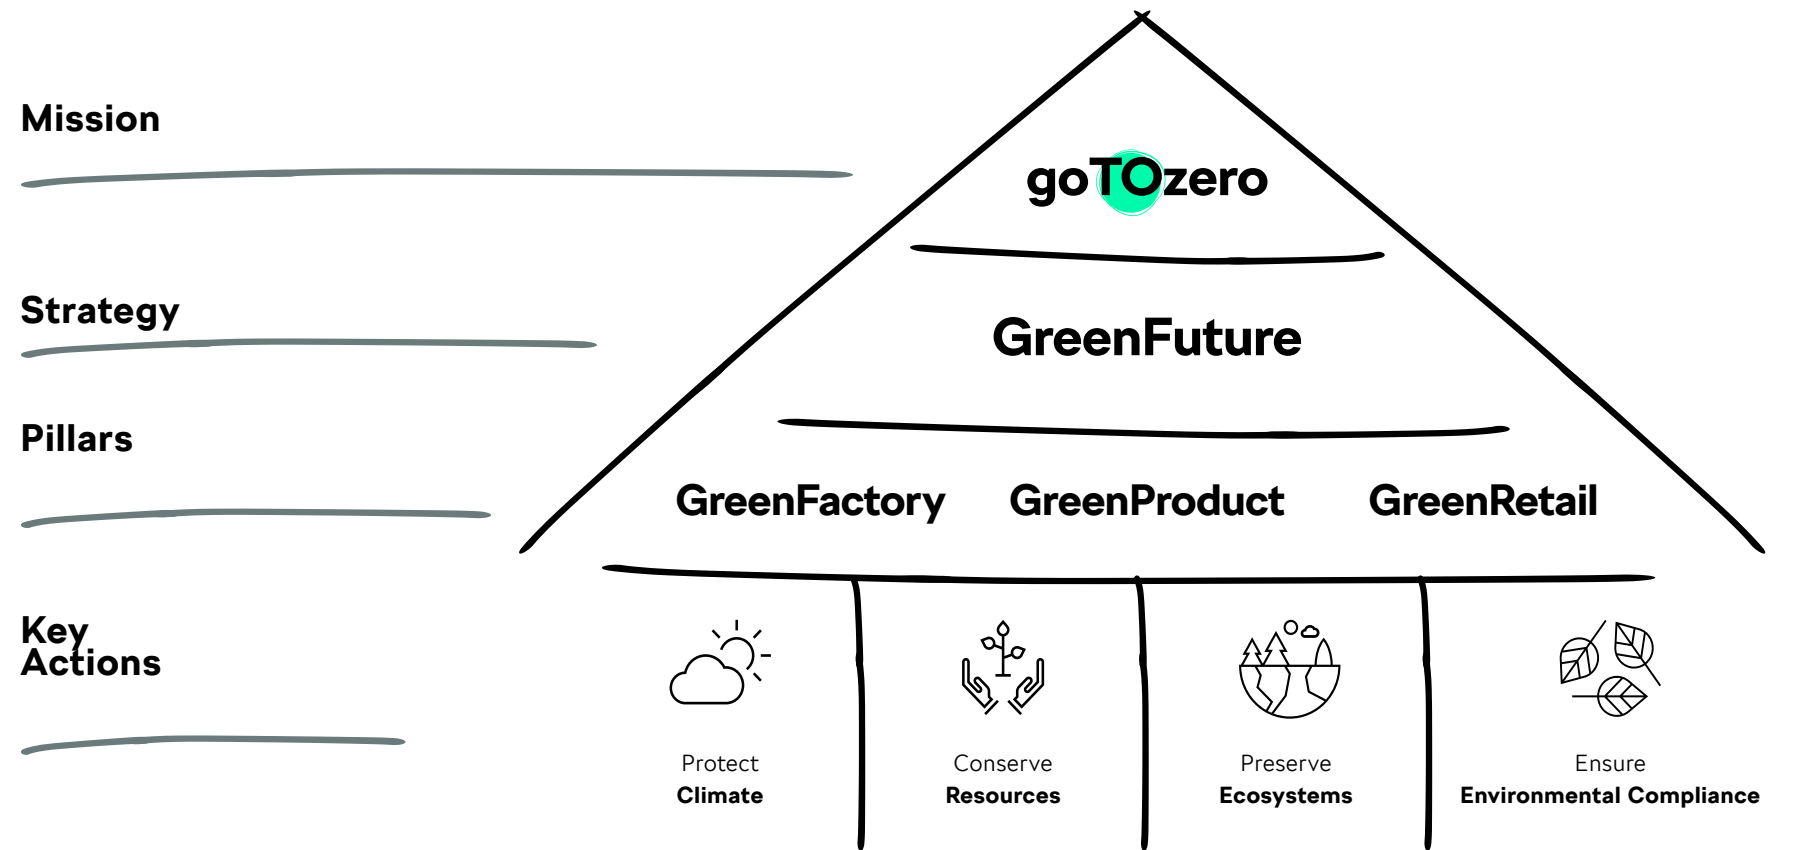 Mission
goTOzero
Strategy
GreenFuture
Pillars
GreenFactory GreenProduct GreenRetail
Key
Actions
Protect
Climate
Conserve
Resources
Preserve
Ecosystems
Ensure
Environmental Compliance